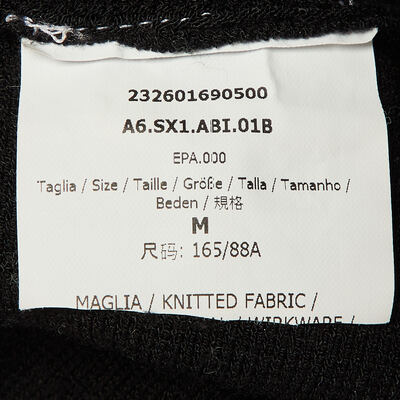 232601690500
A6.SX1.ABI.01B
EPA.000
Taglia / Size / Taille / Größe / Talla / Tamanho /
Beden / 規格
M
尺码: 165/88A
MAGLIA / KNITTED FABRIC /
/ WIRKWARE /